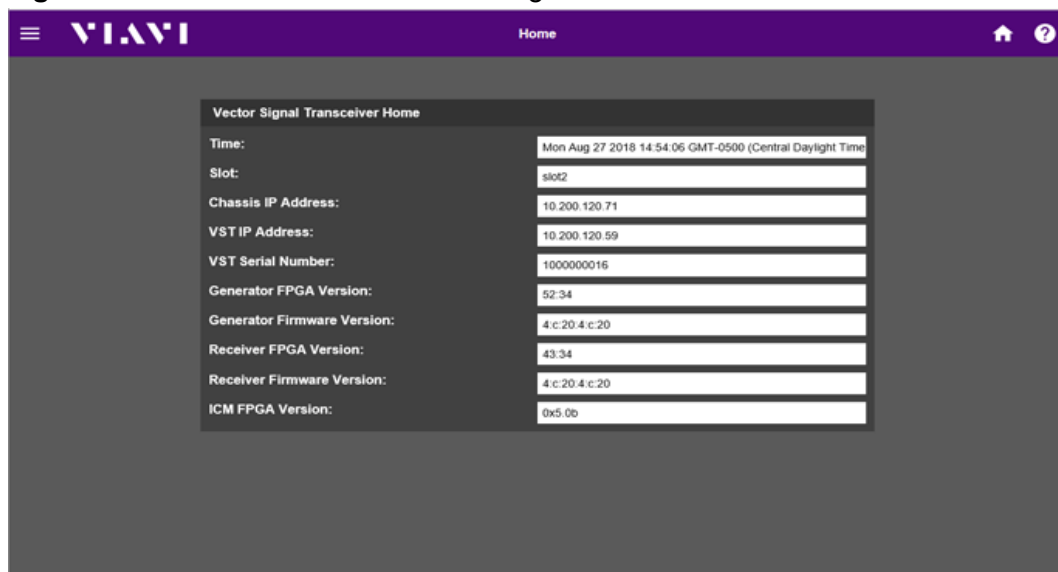 VIAVI
Home
Vector Signal Transceiver Home
Time: Mon Aug 27 2018 14:54:06 GMT-0500 (Central Daylight Time
Slot: slot2
Chassis IP Address: 10.200.120.71
VST IP Address: 10.200.120.59
VST Serial Number: 1000000016
Generator FPGA Version: 52:34
Generator Firmware Version: 4:c:20:4:c:20
Receiver FPGA Version: 43:34
Receiver Firmware Version: 4:c:20:4:c:20
ICM FPGA Version: 0x5.0b